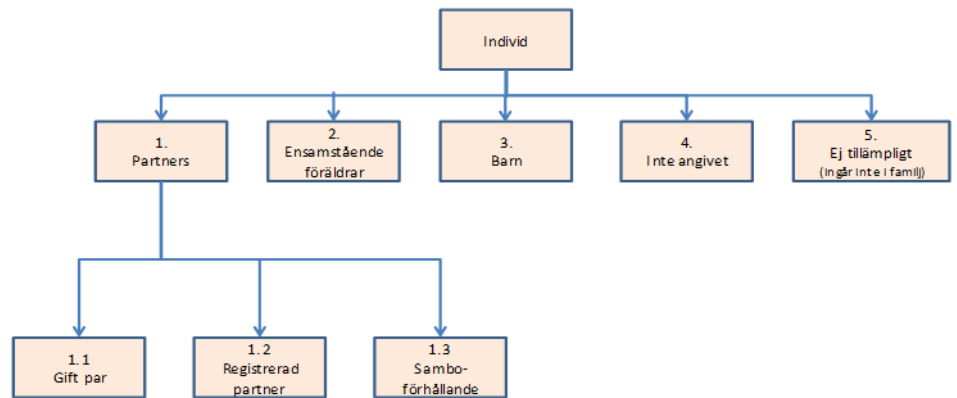 Individ
1.
Partners
2.
Ensamstående
föräldrar
3.
Barn
4.
Inte angivet
5.
Ej tillämpligt
(ingår inte i familj)
1.1
Gift par
1.2
Registrerad
partner
1.3
Sambo-
förhållande